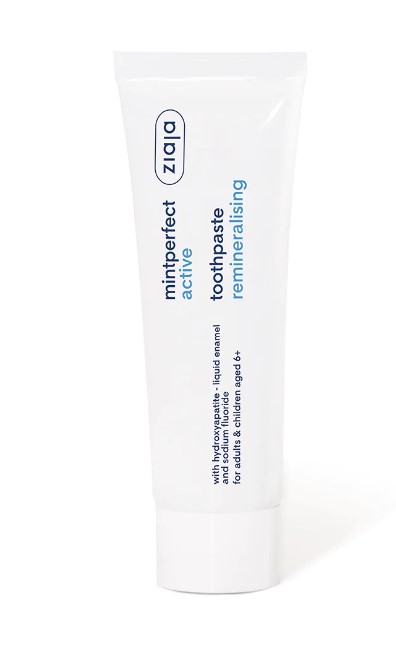 ziaja
mintperfect
active
toothpaste
remineralising
with hydroxyapatite - liquid enamel
and sodium fluoride
for adults & children aged 6+